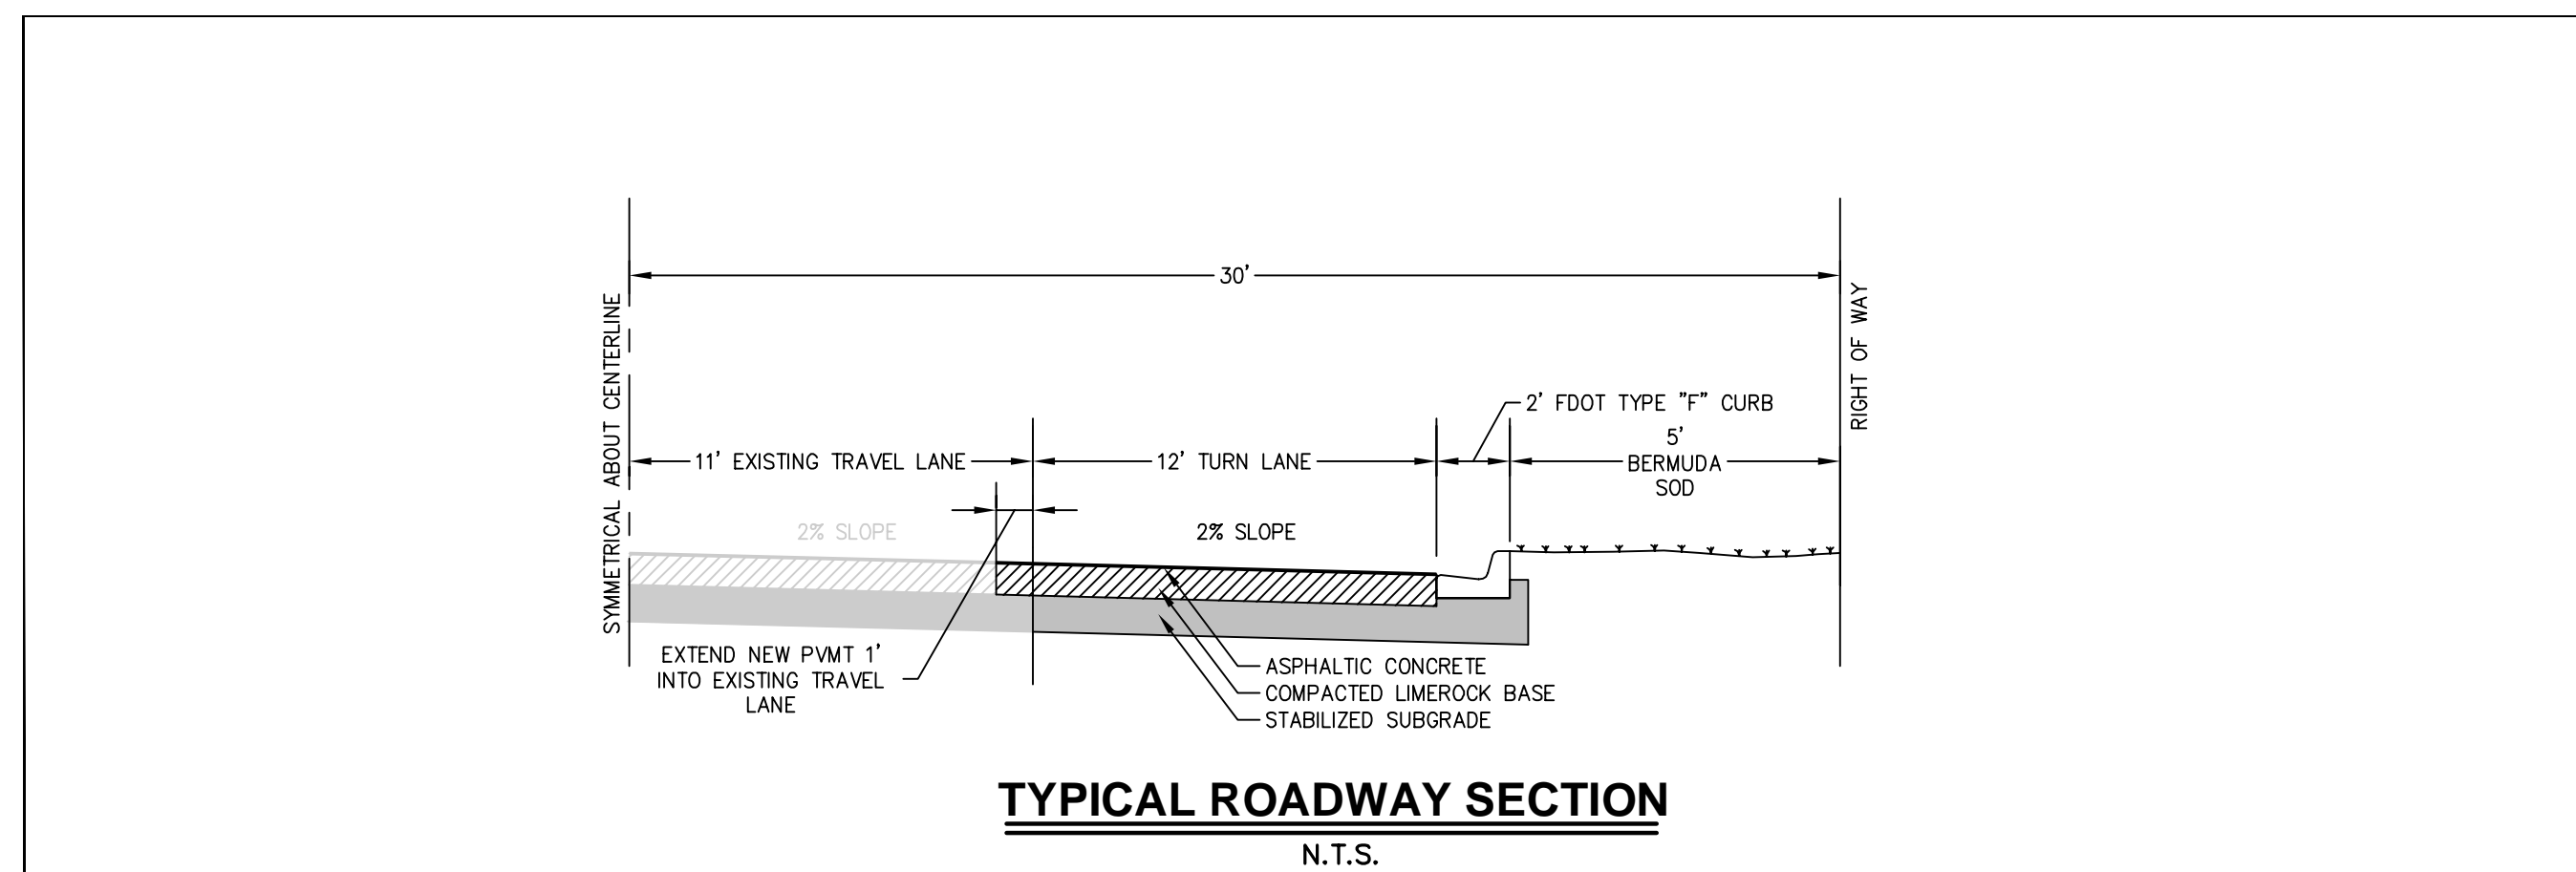 30'
SYMMETRICAL ABOUT CENTERLINE
RIGHT OF WAY
2' FDOT TYPE "F" CURB
11' EXISTING TRAVEL LANE
12' TURN LANE
5'
BERMUDA
SOD
2% SLOPE
2% SLOPE
EXTEND NEW PVMT 1'
INTO EXISTING TRAVEL
LANE
ASPHALTIC CONCRETE
COMPACTED LIMEROCK BASE
STABILIZED SUBGRADE
TYPICAL ROADWAY SECTION
N.T.S.